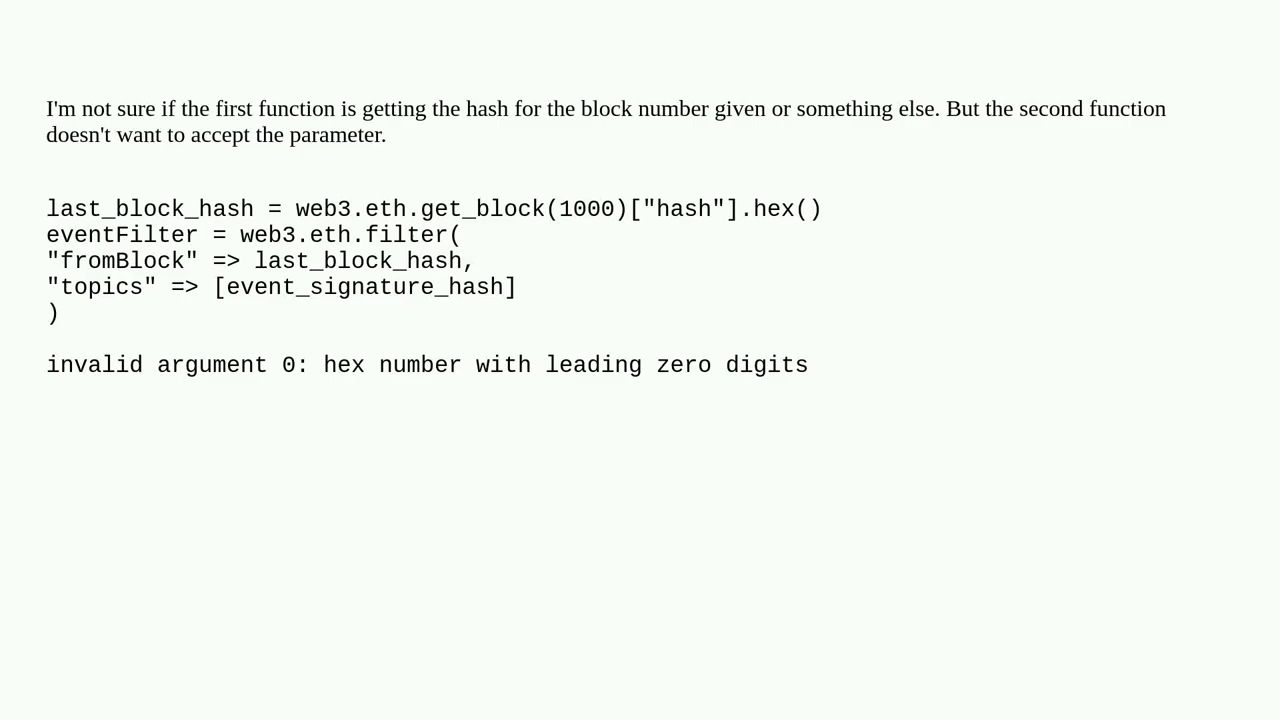 I'm not sure if the first function is getting the hash for the block number given or something else. But the second function
doesn't want to accept the parameter.
last_block_hash = web3.eth.get_block(1000)["hash"].hex()
eventFilter = web3.eth.filter(
"fromBlock" => last_block_hash,
"topics" => [event_signature_hash]
)
invalid argument 0: hex number with leading zero digits